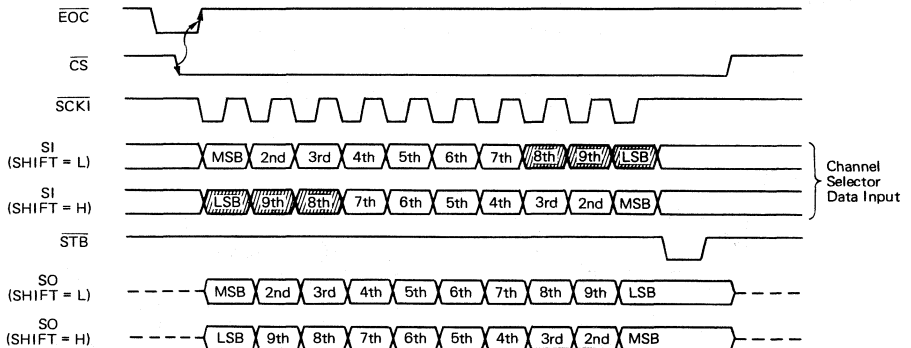 EOC
CS
SCKI
SI
(SHIFT = L)
MSB 2nd 3rd 4th 5th 6th 7th 8th 9th LSB
SI
(SHIFT = H)
LSB 9th 8th 7th 6th 5th 4th 3rd 2nd MSB
Channel
Selector
Data Input
STB
SO
(SHIFT = L)
MSB 2nd 3rd 4th 5th 6th 7th 8th 9th LSB
SO
(SHIFT = H)
LSB 9th 8th 7th 6th 5th 4th 3rd 2nd MSB